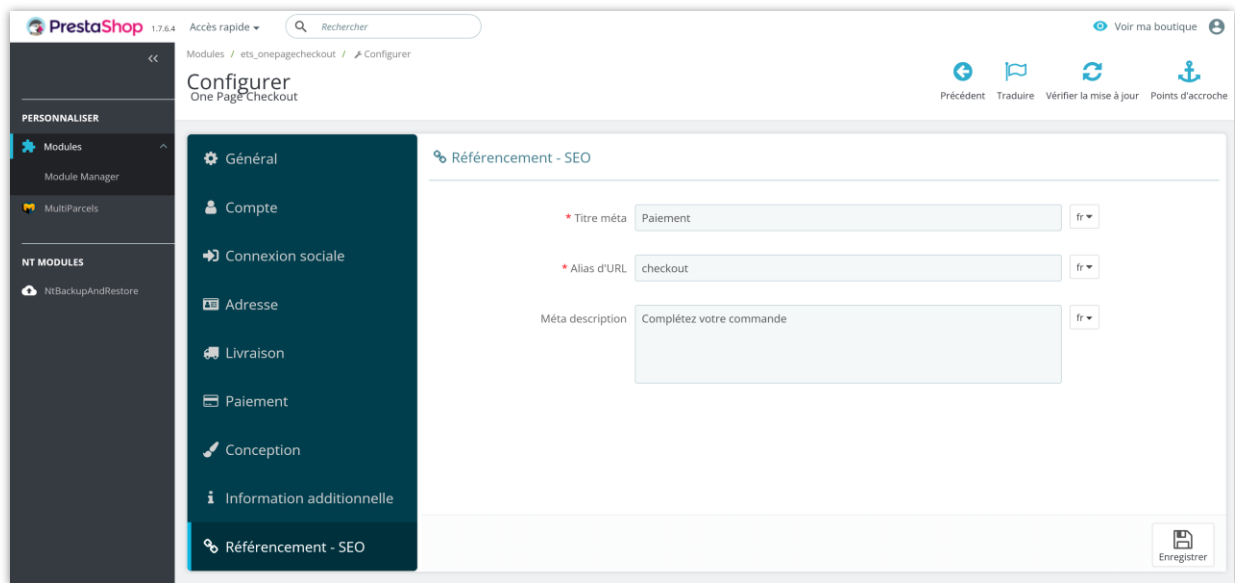 PrestaShop 1.7.6.4 Accès rapide Rechercher Voir ma boutique
Modules / ets_onepagecheckout / Configurer
Configurer
One Page Checkout
Précédent Traduire Vérifier la mise à jour Points d'accroche
PERSONNALISER
Modules
Module Manager
MultiParcels
NT MODULES
NtBackupAndRestore
Général
Compte
Connexion sociale
Adresse
Livraison
Paiement
Conception
Information additionnelle
Référencement - SEO
Référencement - SEO
* Titre méta Paiement fr
* Alias d'URL checkout fr
Méta description Complétez votre commande fr
Enregistrer